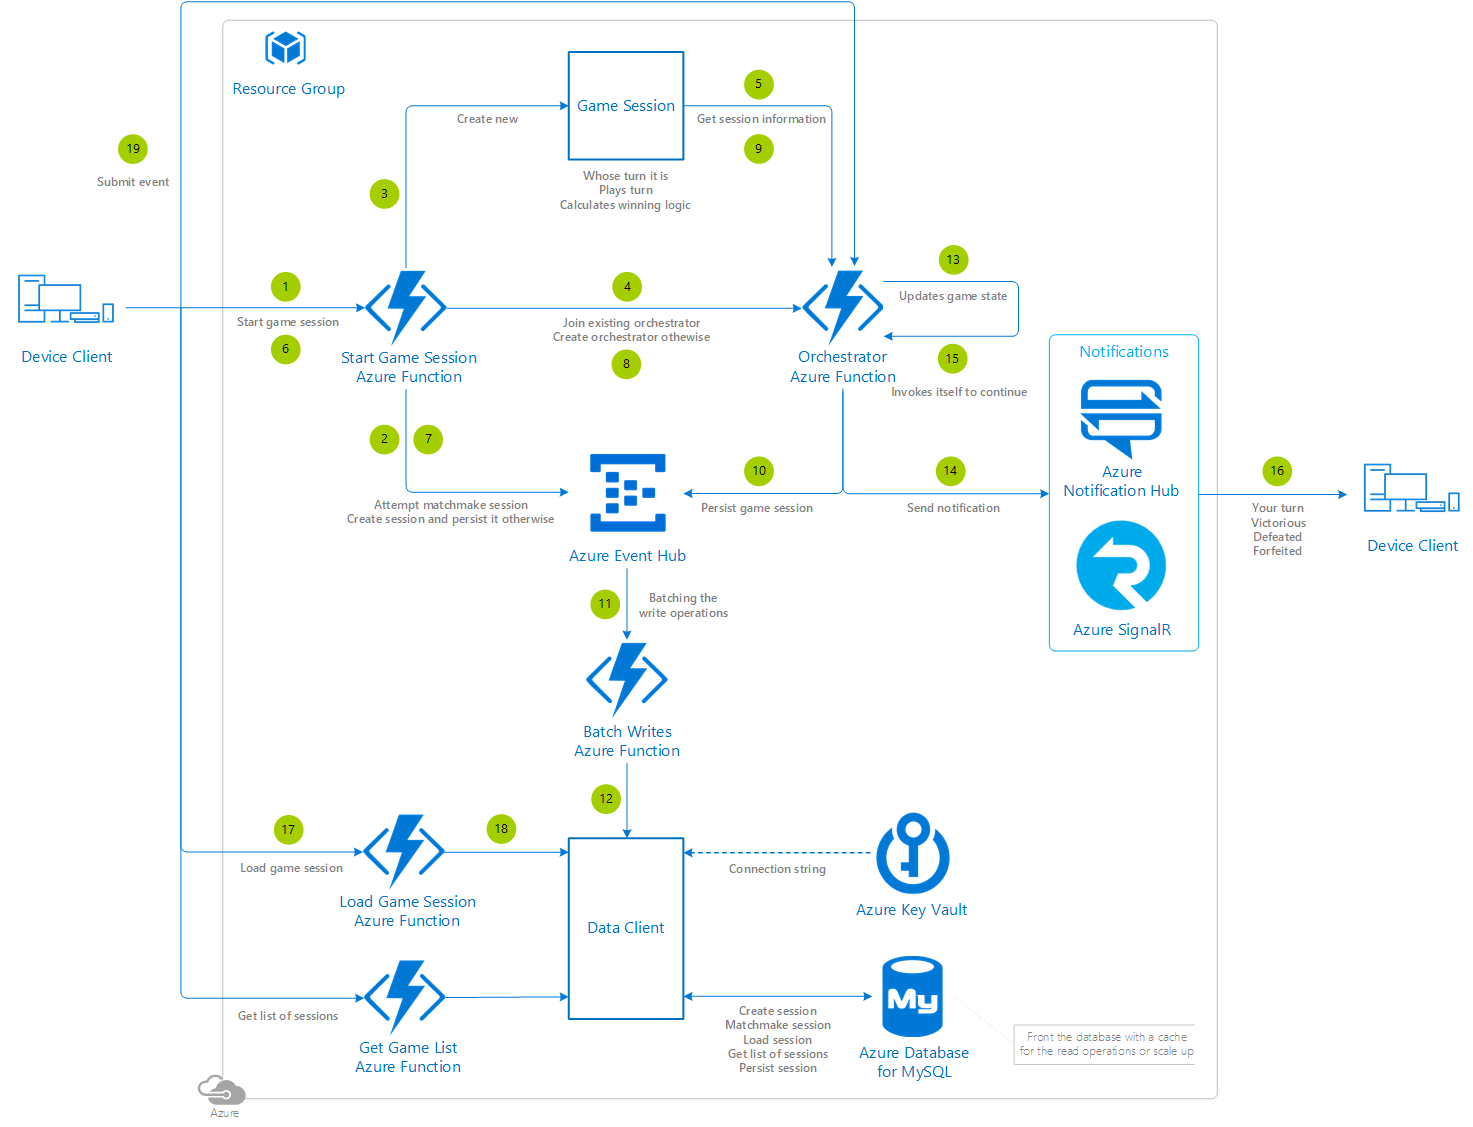 Resource Group
19
Submit event
3
Create new
Game Session
Whose turn it is
Plays turn
Calculates winning logic
5
Get session information
9
Device Client
1
Start game session
6
Start Game Session
Azure Function
4
Join existing orchestrator
Create orchestrator othewise
8
Orchestrator
Azure Function
13
Updates game state
15
Invokes itself to continue
2
7
Attempt matchmake session
Create session and persist it otherwise
Azure Event Hub
10
Persist game session
14
Send notification
Notifications
Azure
Notification Hub
Azure SignalR
16
Your turn
Victorious
Defeated
Forfeited
Device Client
11
Batching the
write operations
Batch Writes
Azure Function
12
17
Load game session
Load Game Session
Azure Function
18
Data Client
Connection string
Azure Key Vault
Get list of sessions
Get Game List
Azure Function
Create session
Matchmake session
Load session
Get list of sessions
Persist session
My
Azure Database
for MySQL
Front the database with a cache
for the read operations or scale up
Azure